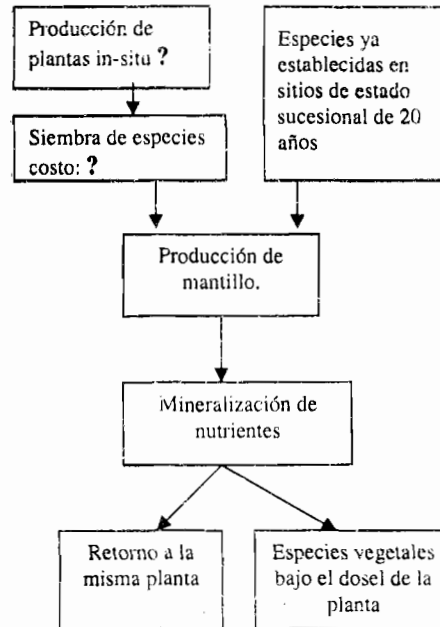 Producción de
plantas in-situ ?
Siembra de especies
costo: ?
Especies ya
establecidas en
sitios de estado
sucesional de 20
años
Producción de
mantillo.
Mineralización de
nutrientes
Retorno a la
misma planta
Especies vegetales
bajo el dosel de la
planta